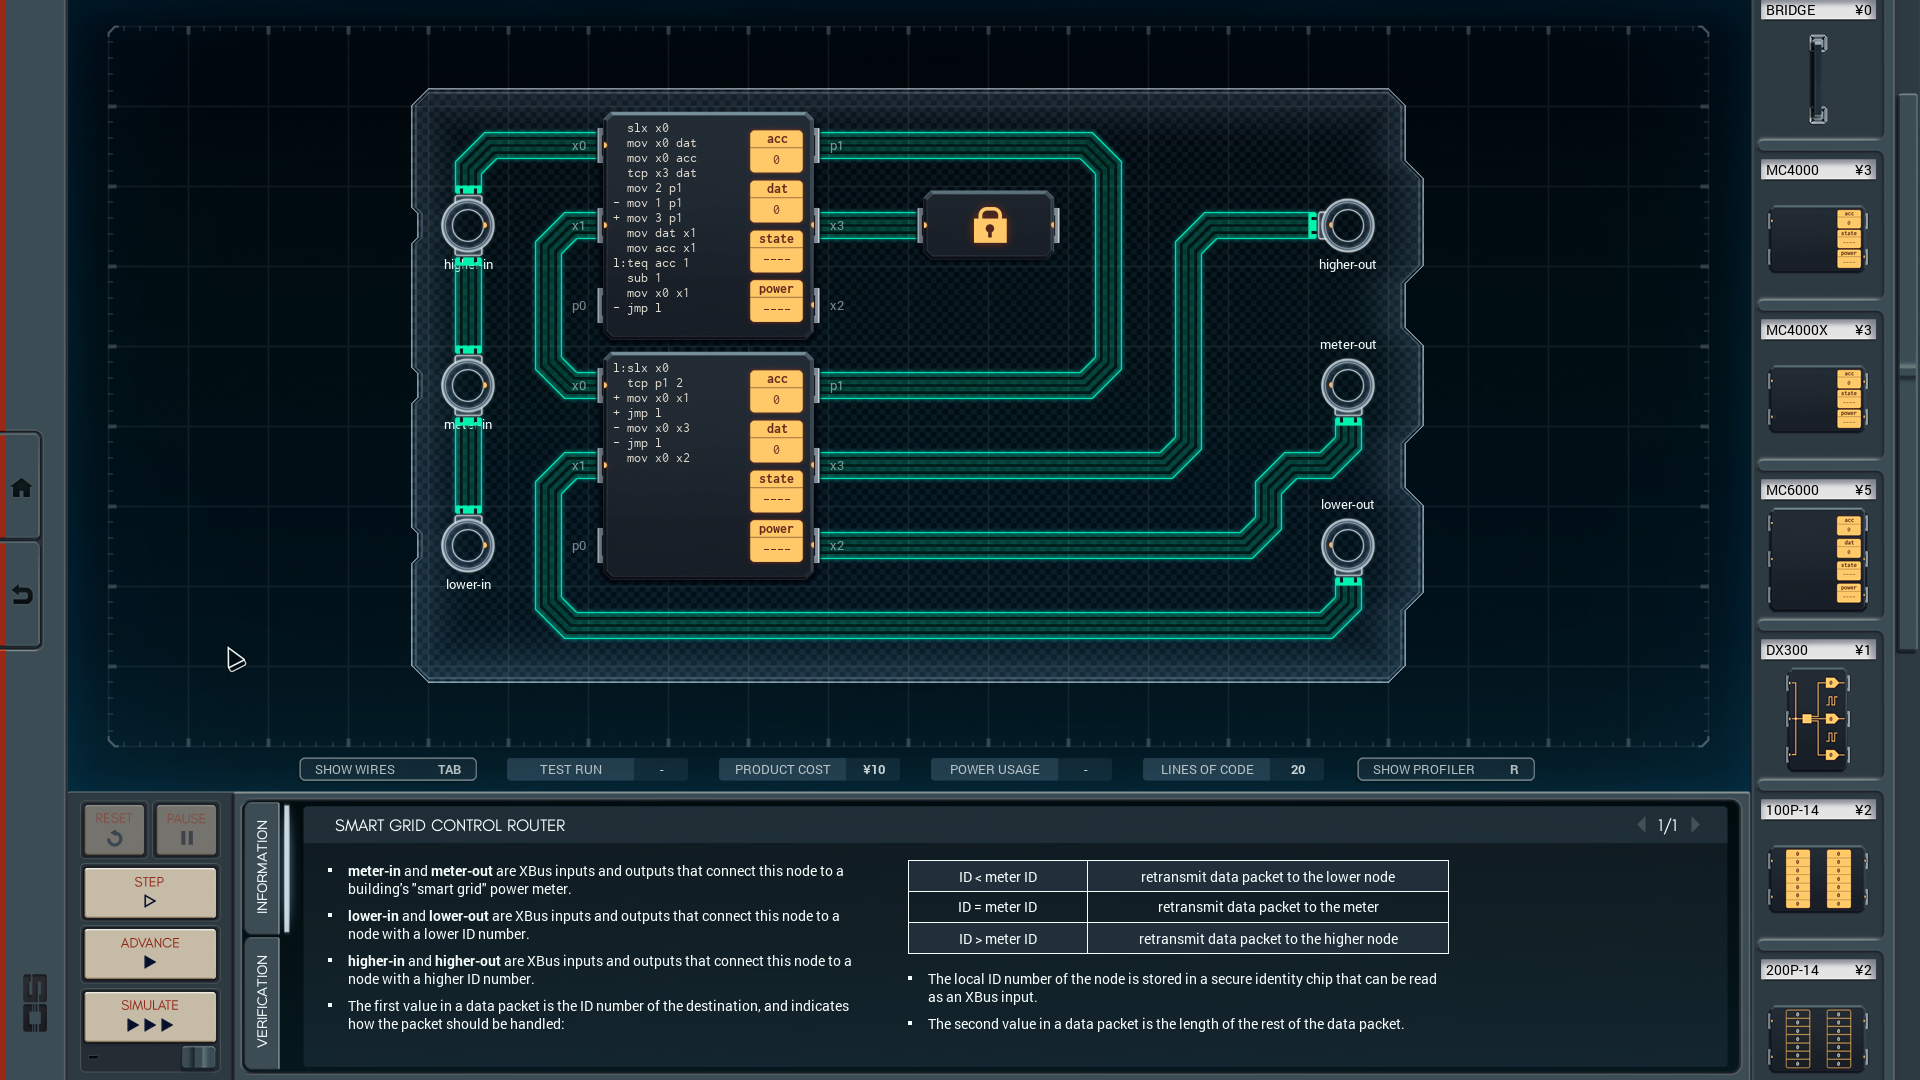 BRIDGE ¥0
MC4000 ¥3
MC4000X ¥3
MC6000 ¥5
DX300 ¥1
100P-14 ¥2
200P-14 ¥2
slx x0
mov x0 dat
mov x0 acc
tcp x3 dat
mov 2 p1
- mov 1 p1
+ mov 3 p1
mov dat x1
mov acc x1
l:teq acc 1
sub 1
mov x0 x1
- jmp l
acc
0
dat
0
state
----
power
----
x0
x1
p0
p1
x3
x2
l:slx x0
tcp p1 2
+ mov x0 x1
+ jmp l
- mov x0 x3
- jmp l
mov x0 x2
acc
0
dat
0
state
----
power
----
x0
x1
p0
p1
x3
x2
higher-in
meter-in
lower-in
higher-out
meter-out
lower-out
SHOW WIRES TAB
TEST RUN -
PRODUCT COST ¥10
POWER USAGE -
LINES OF CODE 20
SHOW PROFILER R
RESET
PAUSE
STEP
ADVANCE
SIMULATE
INFORMATION
VERIFICATION
SMART GRID CONTROL ROUTER
1/1
meter-in and meter-out are XBus inputs and outputs that connect this node to a
building's "smart grid" power meter.
lower-in and lower-out are XBus inputs and outputs that connect this node to a
node with a lower ID number.
higher-in and higher-out are XBus inputs and outputs that connect this node to a
node with a higher ID number.
The first value in a data packet is the ID number of the destination, and indicates
how the packet should be handled:
ID < meter ID retransmit data packet to the lower node
ID = meter ID retransmit data packet to the meter
ID > meter ID retransmit data packet to the higher node
The local ID number of the node is stored in a secure identity chip that can be read
as an XBus input.
The second value in a data packet is the length of the rest of the data packet.